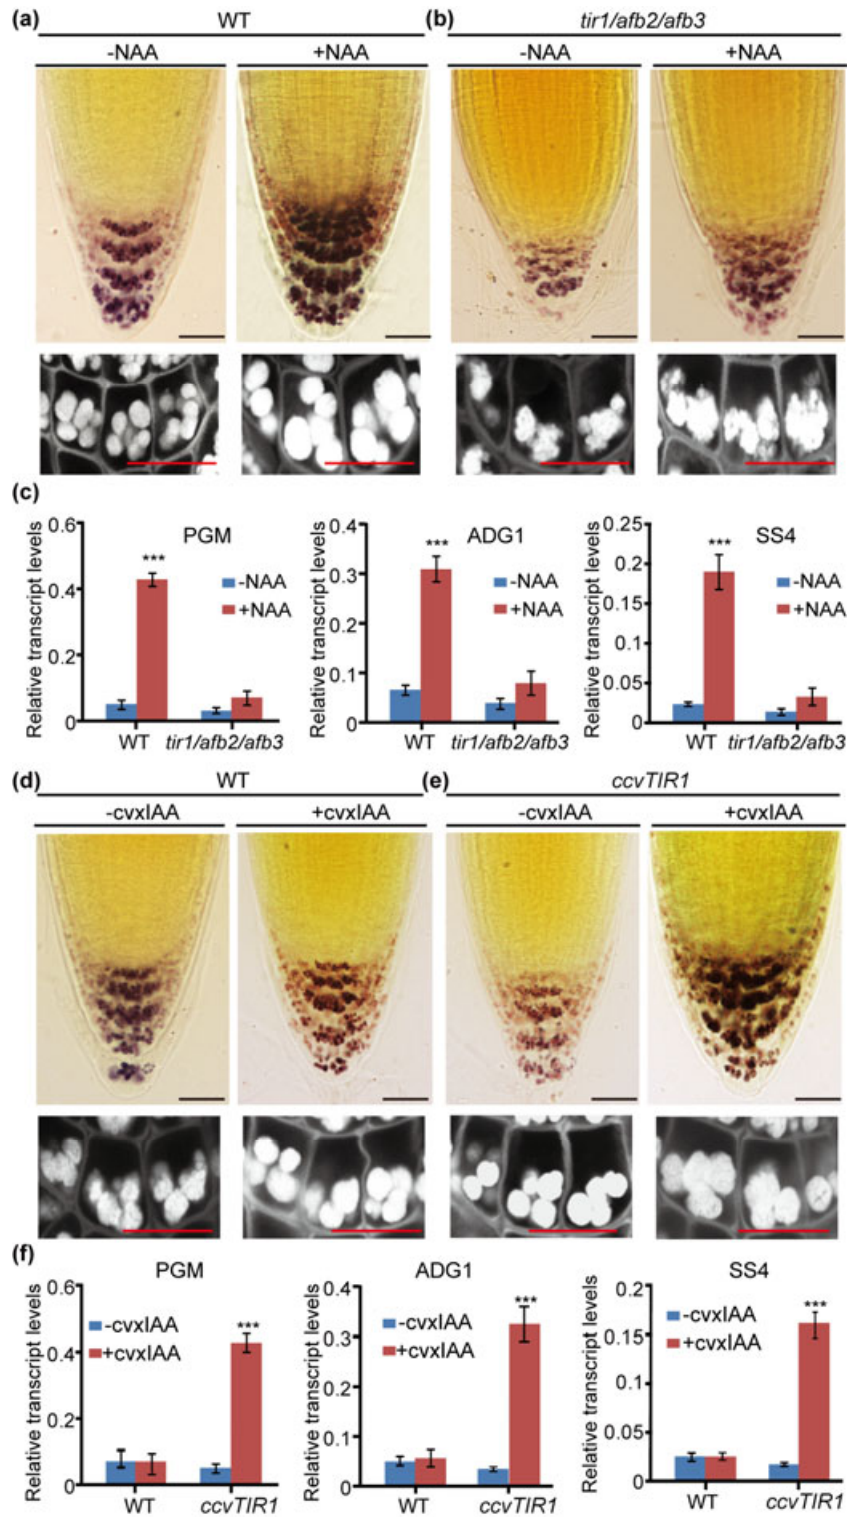 (a) WT (b) tir1/afb2/afb3
-NAA +NAA -NAA +NAA
(c)
PGM ADG1 SS4
Relative transcript levels
0.6
0.4
0.2
0
-NAA
+NAA
WT tir1/afb2/afb3
***
Relative transcript levels
0.4
0.3
0.2
0.1
0
-NAA
+NAA
WT tir1/afb2/afb3
***
Relative transcript levels
0.25
0.2
0.15
0.1
0.05
0
-NAA
+NAA
WT tir1/afb2/afb3
***
(d) WT (e) ccvTIR1
-cvxIAA +cvxIAA -cvxIAA +cvxIAA
(f)
PGM ADG1 SS4
Relative transcript levels
0.6
0.4
0.2
0
-cvxIAA
+cvxIAA
WT ccvTIR1
***
Relative transcript levels
0.4
0.3
0.2
0.1
0
-cvxIAA
+cvxIAA
WT ccvTIR1
***
Relative transcript levels
0.2
0.15
0.1
0.05
0
-cvxIAA
+cvxIAA
WT ccvTIR1
***